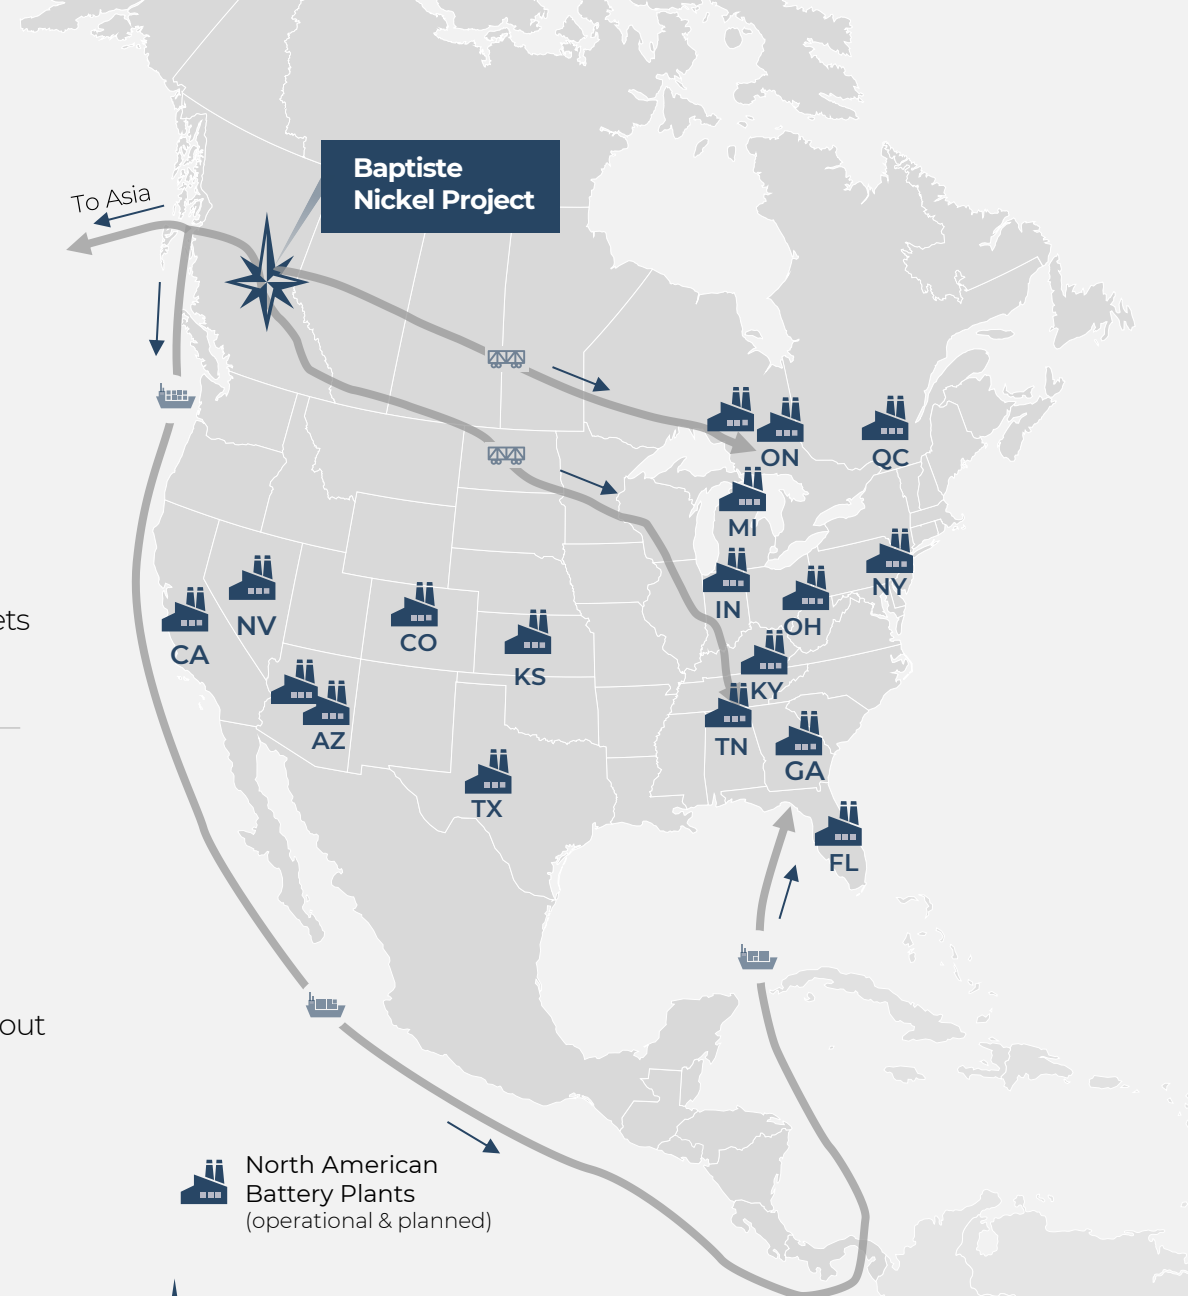 Baptiste
Nickel Project
To Asia
ON
QC
MI
NY
IN
OH
NV
CO
CA
KS
KY
AZ
TN
GA
TX
FL
ets
out
North American
Battery Plants
(operational & planned)